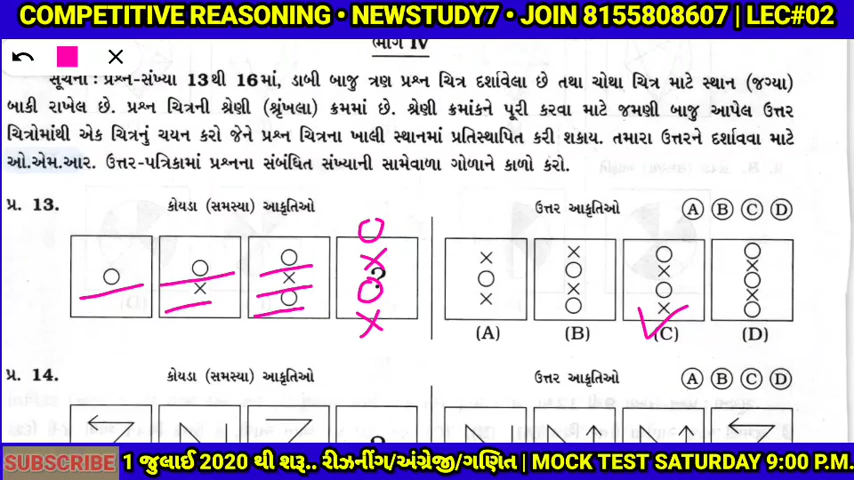 COMPETITIVE REASONING • NEWSTUDY7 • JOIN 8155808607 | LEC#02
ભાગ IV
સૂચના : પ્રશ્ન-સંખ્યા 13થી 16માં, ડાબી બાજુ ત્રણ પ્રશ્ન ચિત્ર દર્શાવેલા છે તથા ચોથા ચિત્ર માટે સ્થાન (જગ્યા)
બાકી રાખેલ છે. પ્રશ્ન ચિત્રની શ્રેણી (શૃંખલા) ક્રમમાં છે. શ્રેણી ક્રમાંકને પૂરી કરવા માટે જમણી બાજુ આપેલ ઉત્તર
ચિત્રોમાંથી એક ચિત્રનું ચયન કરો જેને પ્રશ્ન ચિત્રના ખાલી સ્થાનમાં પ્રતિસ્થાપિત કરી શકાય. તમારા ઉત્તરને દર્શાવવા માટે
ઓ.એમ.આર. ઉત્તર-પત્રિકામાં પ્રશ્નના સંબંધિત સંખ્યાની સામેવાળા ગોળાને કાળો કરો.
પ્ર. 13. કોયડા (સમસ્યા) આકૃતિઓ ઉત્તર આકૃતિઓ Ⓐ Ⓑ Ⓒ Ⓓ
?
(A) (B) (C) (D)
પ્ર. 14. કોયડા (સમસ્યા) આકૃતિઓ ઉત્તર આકૃતિઓ Ⓐ Ⓑ Ⓒ Ⓓ
?
SUBSCRIBE 1 જુલાઈ 2020 થી શરૂ.. રીઝનીંગ/અંગ્રેજી/ગણિત | MOCK TEST SATURDAY 9:00 P.M.